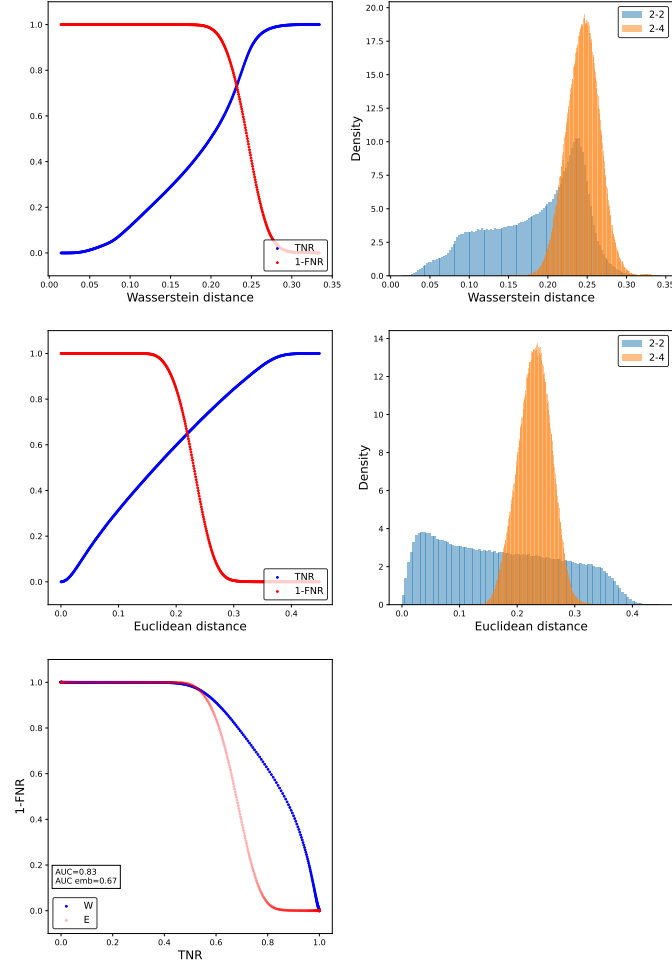 1.0
0.8
0.6
0.4
0.2
0.0
TNR
1-FNR
0.00 0.05 0.10 0.15 0.20 0.25 0.30 0.35
Wasserstein distance
20.0
17.5
15.0
12.5
10.0
7.5
5.0
2.5
0.0
Density
2-2
2-4
0.00 0.05 0.10 0.15 0.20 0.25 0.30 0.35
Wasserstein distance
1.0
0.8
0.6
0.4
0.2
0.0
TNR
1-FNR
0.0 0.1 0.2 0.3 0.4
Euclidean distance
14
12
10
8
6
4
2
0
Density
2-2
2-4
0.0 0.1 0.2 0.3 0.4
Euclidean distance
1.0
0.8
0.6
0.4
0.2
0.0
1-FNR
AUC=0.83
AUC emb=0.67
W
E
0.0 0.2 0.4 0.6 0.8 1.0
TNR